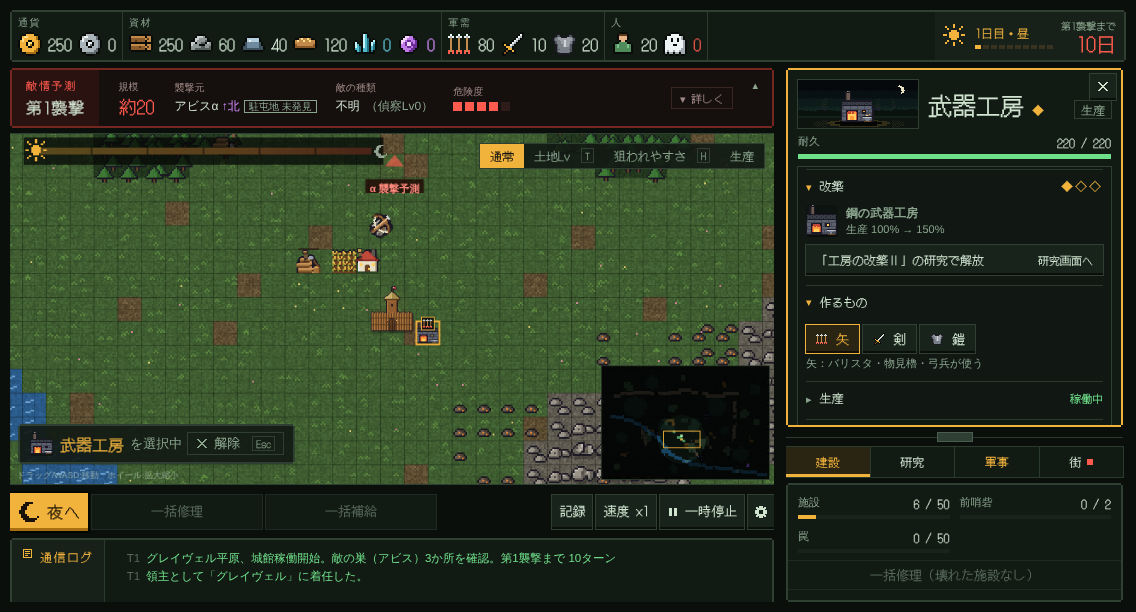 通貨
資材
軍需
人
250 0
250 60 40 120 0 0
80 10 20
20 0
1日目・昼
第1襲撃まで
10日
敵情予測
第1襲撃
規模
約20
襲撃元
アビスα ↑北 駐屯地 未発見
敵の種類
不明 (偵察Lv0)
危険度
▾ 詳しく
▲
通常 土地Lv T 狙われやすさ H 生産
α 襲撃予測
武器工房 を選択中 × 解除 Esc
夜へ
一括修理
一括補給
記録
速度 ×1
一時停止
通信ログ
T1 グレイヴェル平原、城館稼働開始。敵の巣（アビス）3か所を確認。第1襲撃まで 10ターン
T1 領主として「グレイヴェル」に着任した。
武器工房 ◆
×
生産
耐久
220 / 220
▾ 改築 ◆◇◇
鋼の武器工房
生産 100% → 150%
「工房の改築Ⅱ」の研究で解放 研究画面へ
▾ 作るもの
矢 剣 鎧
矢：バリスタ・物見櫓・弓兵が使う
▸ 生産 稼働中
建設 研究 軍事 街
施設 6 / 50
前哨砦 0 / 2
罠 0 / 50
一括修理（壊れた施設なし）